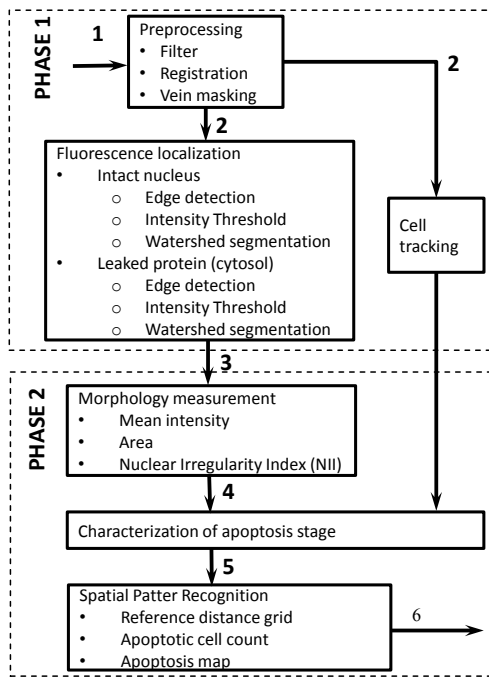 PHASE 1
1
Preprocessing
• Filter
• Registration
• Vein masking
2
2
Fluorescence localization
• Intact nucleus
o Edge detection
o Intensity Threshold
o Watershed segmentation
• Leaked protein (cytosol)
o Edge detection
o Intensity Threshold
o Watershed segmentation
Cell
tracking
3
PHASE 2
Morphology measurement
• Mean intensity
• Area
• Nuclear Irregularity Index (NII)
4
Characterization of apoptosis stage
5
Spatial Patter Recognition
• Reference distance grid
• Apoptotic cell count
• Apoptosis map
6